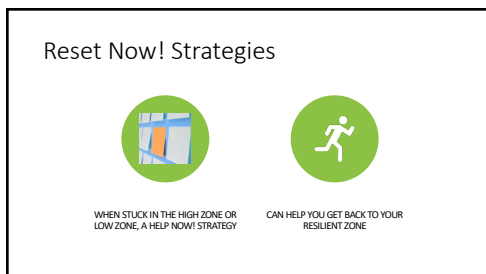 Reset Now! Strategies
WHEN STUCK IN THE HIGH ZONE OR
LOW ZONE, A HELP NOW! STRATEGY
CAN HELP YOU GET BACK TO YOUR
RESILIENT ZONE